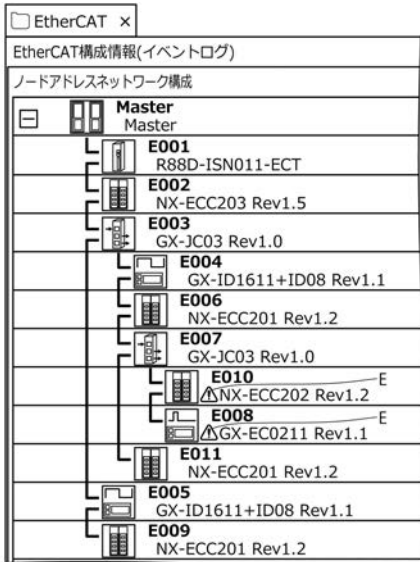 EtherCAT ×
EtherCAT構成情報(イベントログ)
ノードアドレスネットワーク構成
Master
Master
E001
R88D-ISN011-ECT
E002
NX-ECC203 Rev1.5
E003
GX-JC03 Rev1.0
E004
GX-ID1611+ID08 Rev1.1
E006
NX-ECC201 Rev1.2
E007
GX-JC03 Rev1.0
E010
E
NX-ECC202 Rev1.2
E008
E
GX-EC0211 Rev1.1
E011
NX-ECC201 Rev1.2
E005
GX-ID1611+ID08 Rev1.1
E009
NX-ECC201 Rev1.2